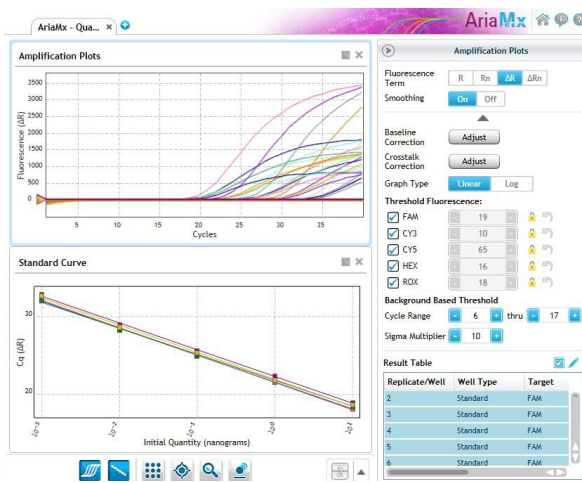 AriaMx - Qua...
AriaMx
Amplification Plots
3500
3000
2500
2000
1500
1000
500
0
Fluorescence (ΔR)
5 10 15 20 25 30 35
Cycles
Standard Curve
30
20
Cq (ΔR)
10⁻³ 10⁻² 10⁻¹ 10⁰ 10¹
Initial Quantity (nanograms)
Amplification Plots
Fluorescence Term
R Rn ΔR ΔRn
Smoothing
On Off
Baseline Correction
Adjust
Crosstalk Correction
Adjust
Graph Type
Linear Log
Threshold Fluorescence:
FAM - 19
CY3 - 10
CY5 - 65
HEX - 16
ROX - 18
Background Based Threshold
Cycle Range - 6 + thru - 17 +
Sigma Multiplier - 10 +
Result Table
Replicate/Well Well Type Target
2 Standard FAM
3 Standard FAM
4 Standard FAM
5 Standard FAM
6 Standard FAM